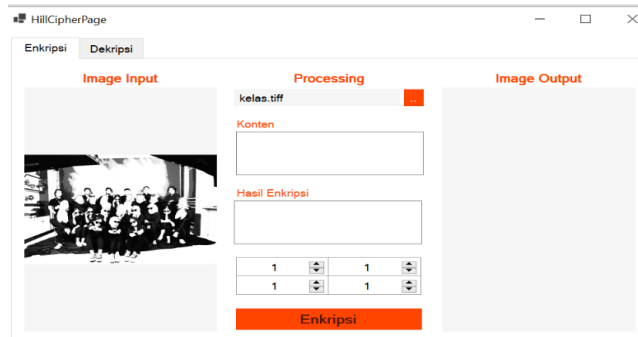 HillCipherPage
Enkripsi Dekripsi
Image Input Processing Image Output
kelas.tiff ..
Konten
Hasil Enkripsi
1 1
1 1
Enkripsi